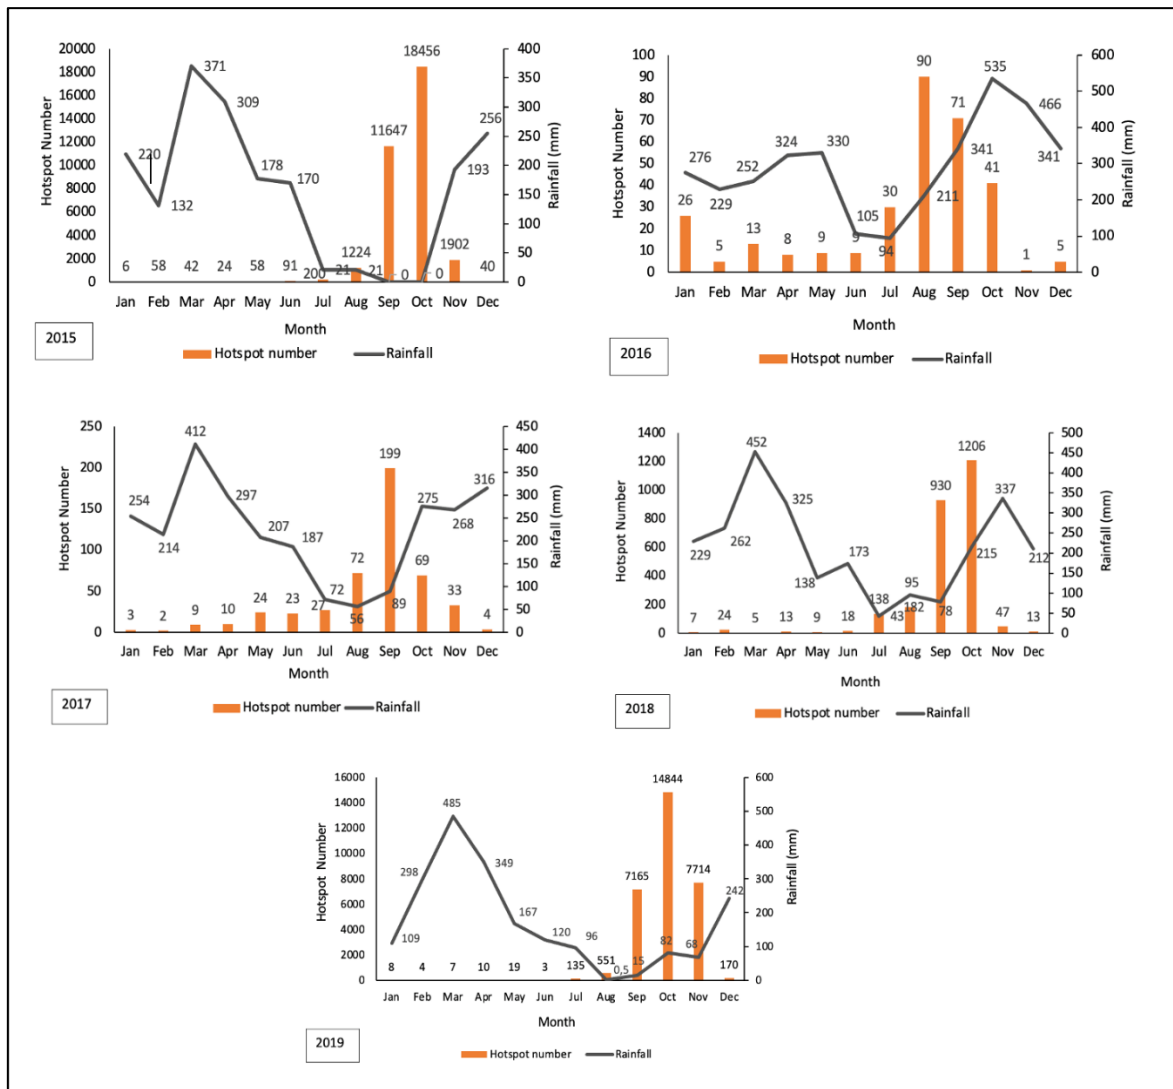 20000 18456 400
18000 371 350
16000 309 300
14000 256
12000 220 11647 250
10000 178 170 193 200
8000 132 150
6000 100
4000 1224 1902 50
2000 6 58 42 24 58 91 200 21 21 0 0 40
0 0
Hotspot Number
Rainfall (mm)
Jan Feb Mar Apr May Jun Jul Aug Sep Oct Nov Dec
Month
2015
Hotspot number Rainfall
100 90 535 600
90 466 500
80 71
70 324 330 341 341 400
60 276 252 41
50 229 211 300
40 26 30
30 105 200
20 13 94
10 5 8 9 9 1 5 100
0 0
Hotspot Number
Rainfall (mm)
Jan Feb Mar Apr May Jun Jul Aug Sep Oct Nov Dec
Month
2016
Hotspot number Rainfall
250 412 450
199 400
200 316 350
254 297 275 300
150 214 207 187 268 250
200
100 72 72 69 150
50 24 23 27 56 89 33 100
3 2 9 10 4 50
0 0
Hotspot Number
Rainfall (mm)
Jan Feb Mar Apr May Jun Jul Aug Sep Oct Nov Dec
Month
2017
Hotspot number Rainfall
1400 452 1206 500
1200 450
400
1000 325 930 337 350
800 262 300
229 250
600 173 215 212 200
400 138 95 150
200 138 182 78 100
7 24 5 13 9 18 43 47 13 50
0 0
Hotspot Number
Rainfall (mm)
Jan Feb Mar Apr May Jun Jul Aug Sep Oct Nov Dec
Month
2018
Hotspot number Rainfall
16000 14844 600
14000 485
12000 500
10000 349 400
8000 298 7165 7714 300
6000 242
4000 109 167 120 96 200
2000 551 82 68 100
8 4 7 10 19 3 135 0,5 15 170
0 0
Hotspot Number
Rainfall (mm)
Jan Feb Mar Apr May Jun Jul Aug Sep Oct Nov Dec
Month
2019
Hotspot number Rainfall